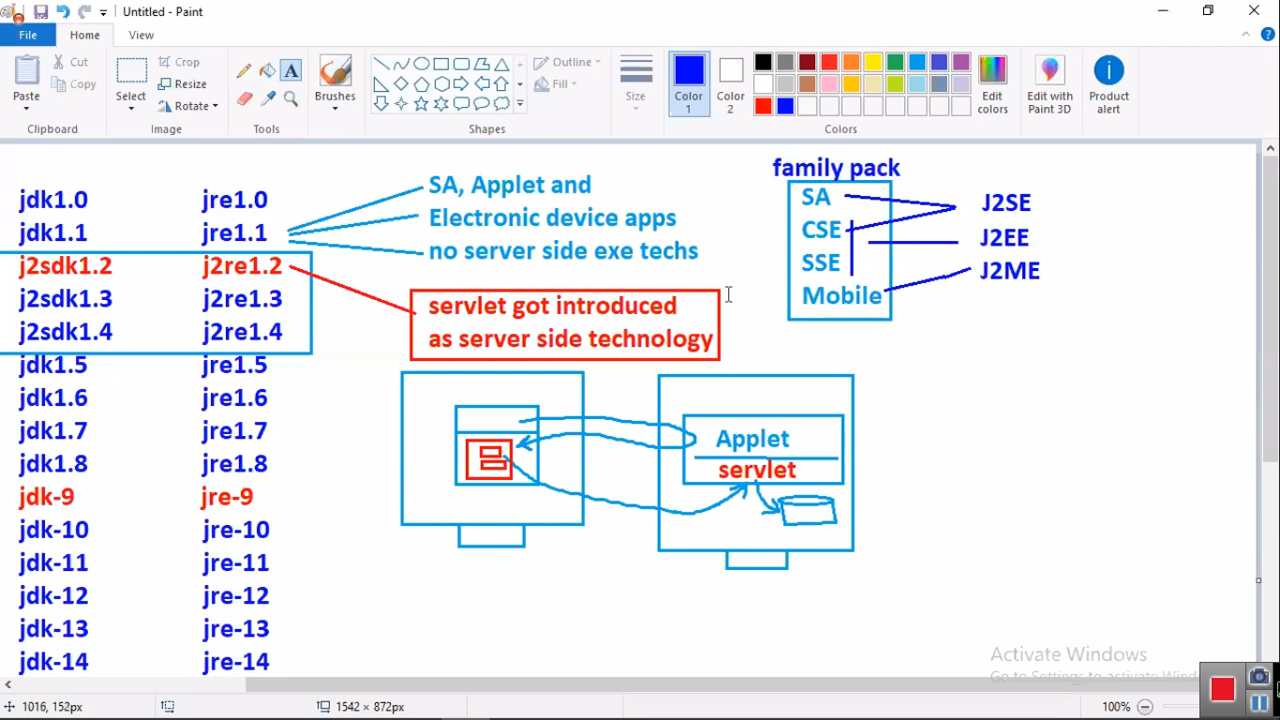 Untitled - Paint
File Home View
Paste Cut Copy Clipboard
Select Crop Resize Rotate Image
Tools
Brushes
Outline Fill Shapes
Size
Color 1
Color 2
Edit colors
Colors
Edit with Paint 3D
Product alert
family pack
jdk1.0 jre1.0 SA, Applet and SA J2SE
jdk1.1 jre1.1 Electronic device apps CSE J2EE
j2sdk1.2 j2re1.2 no server side exe techs SSE J2ME
j2sdk1.3 j2re1.3 servlet got introduced Mobile
j2sdk1.4 j2re1.4 as server side technology
jdk1.5 jre1.5
jdk1.6 jre1.6
jdk1.7 jre1.7 Applet
jdk1.8 jre1.8 servlet
jdk-9 jre-9
jdk-10 jre-10
jdk-11 jre-11
jdk-12 jre-12
jdk-13 jre-13
jdk-14 jre-14
Activate Windows
Go to Settings to activate Wind
1016, 152px 1542 × 872px 100%